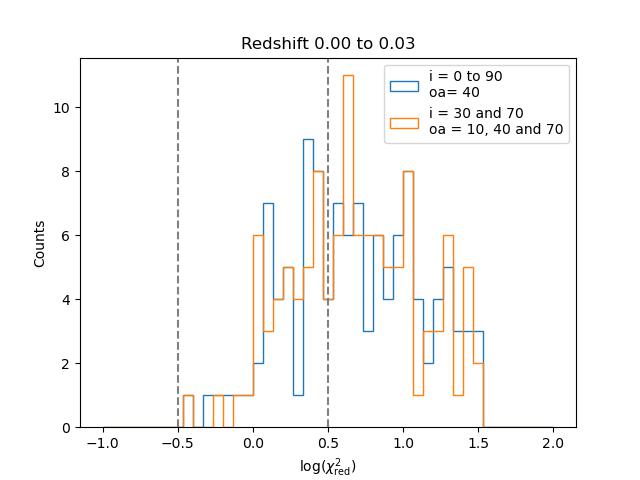 Redshift 0.00 to 0.03
i = 0 to 90
oa= 40
i = 30 and 70
oa = 10, 40 and 70
Counts
10
8
6
4
2
0
−1.0 −0.5 0.0 0.5 1.0 1.5 2.0
log(χ²red)